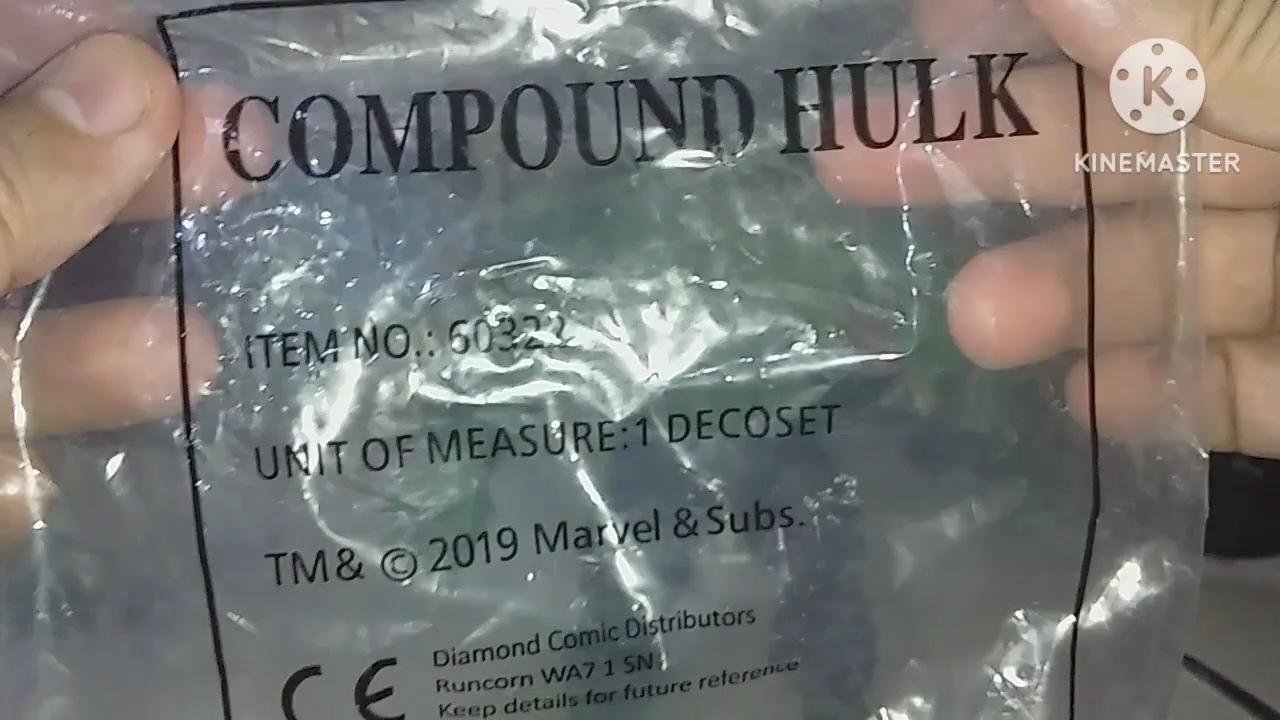 COMPOUND HULK
K
KINEMASTER
ITEM NO.: 60322
UNIT OF MEASURE:1 DECOSET
TM& © 2019 Marvel & Subs.
CE
Diamond Comic Distributors
Runcorn WA7 1 SN.
Keep details for future reference